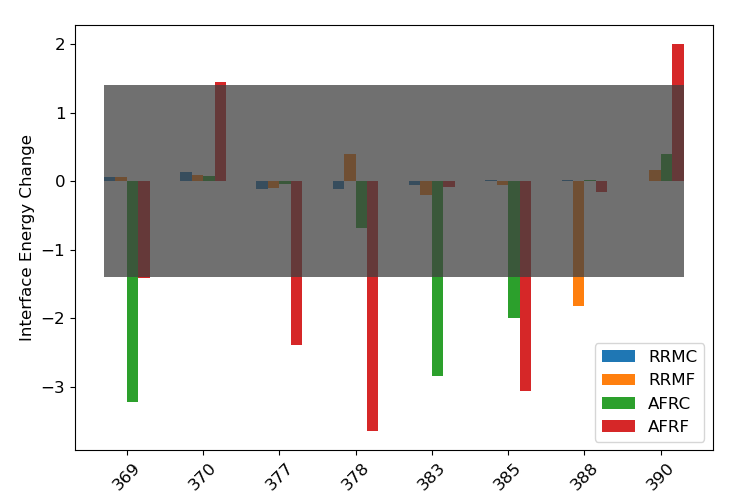 Interface Energy Change
2
1
0
−1
−2
−3
369 370 377 378 383 385 388 390
RRMC
RRMF
AFRC
AFRF